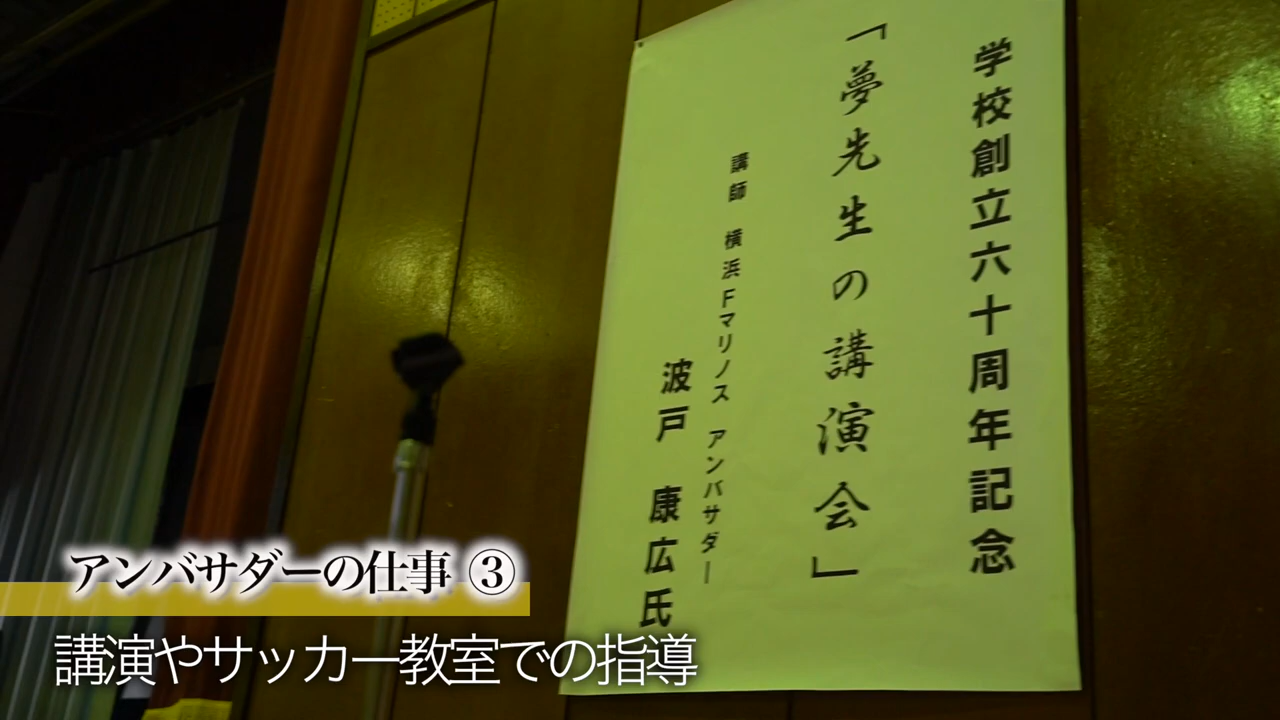 学校創立六十周年記念
「夢先生の講演会」
講師 横浜Fマリノス アンバサダー
波戸 康広氏
アンバサダーの仕事 ③
講演やサッカー教室での指導